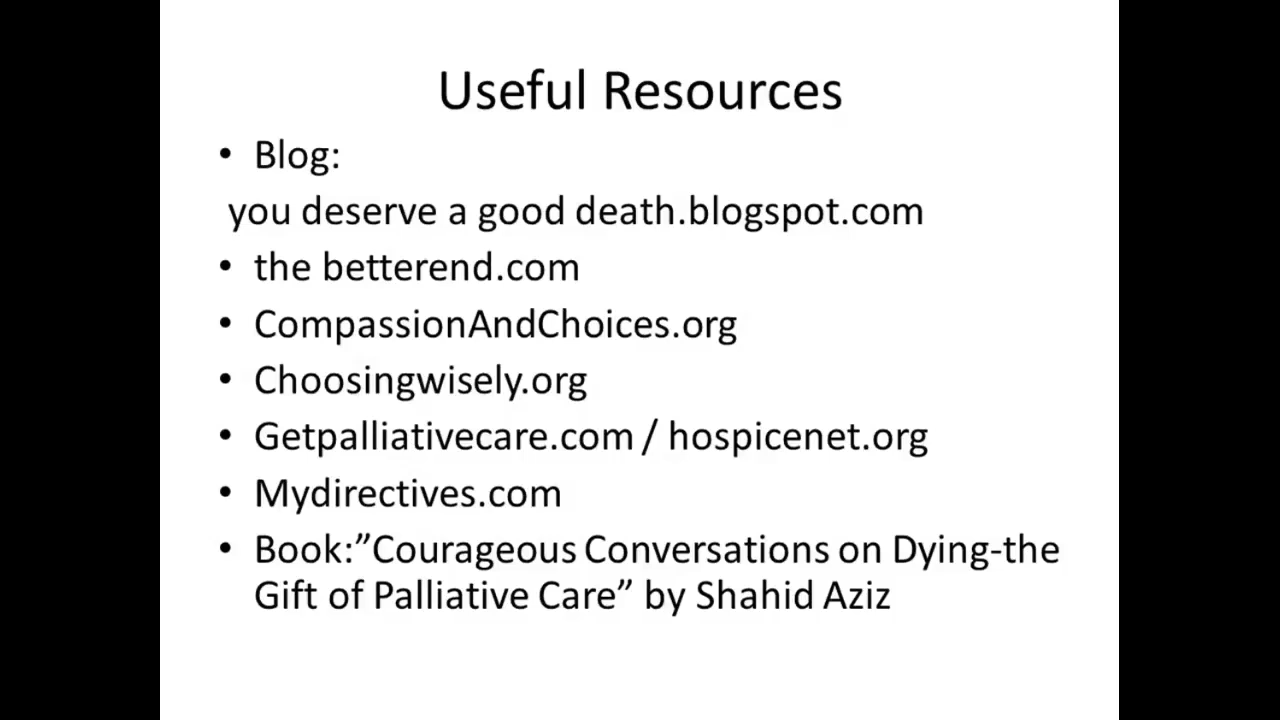 Useful Resources
• Blog:
you deserve a good death.blogspot.com
• the betterend.com
• CompassionAndChoices.org
• Choosingwisely.org
• Getpalliativecare.com / hospicenet.org
• Mydirectives.com
• Book:”Courageous Conversations on Dying-the
Gift of Palliative Care” by Shahid Aziz